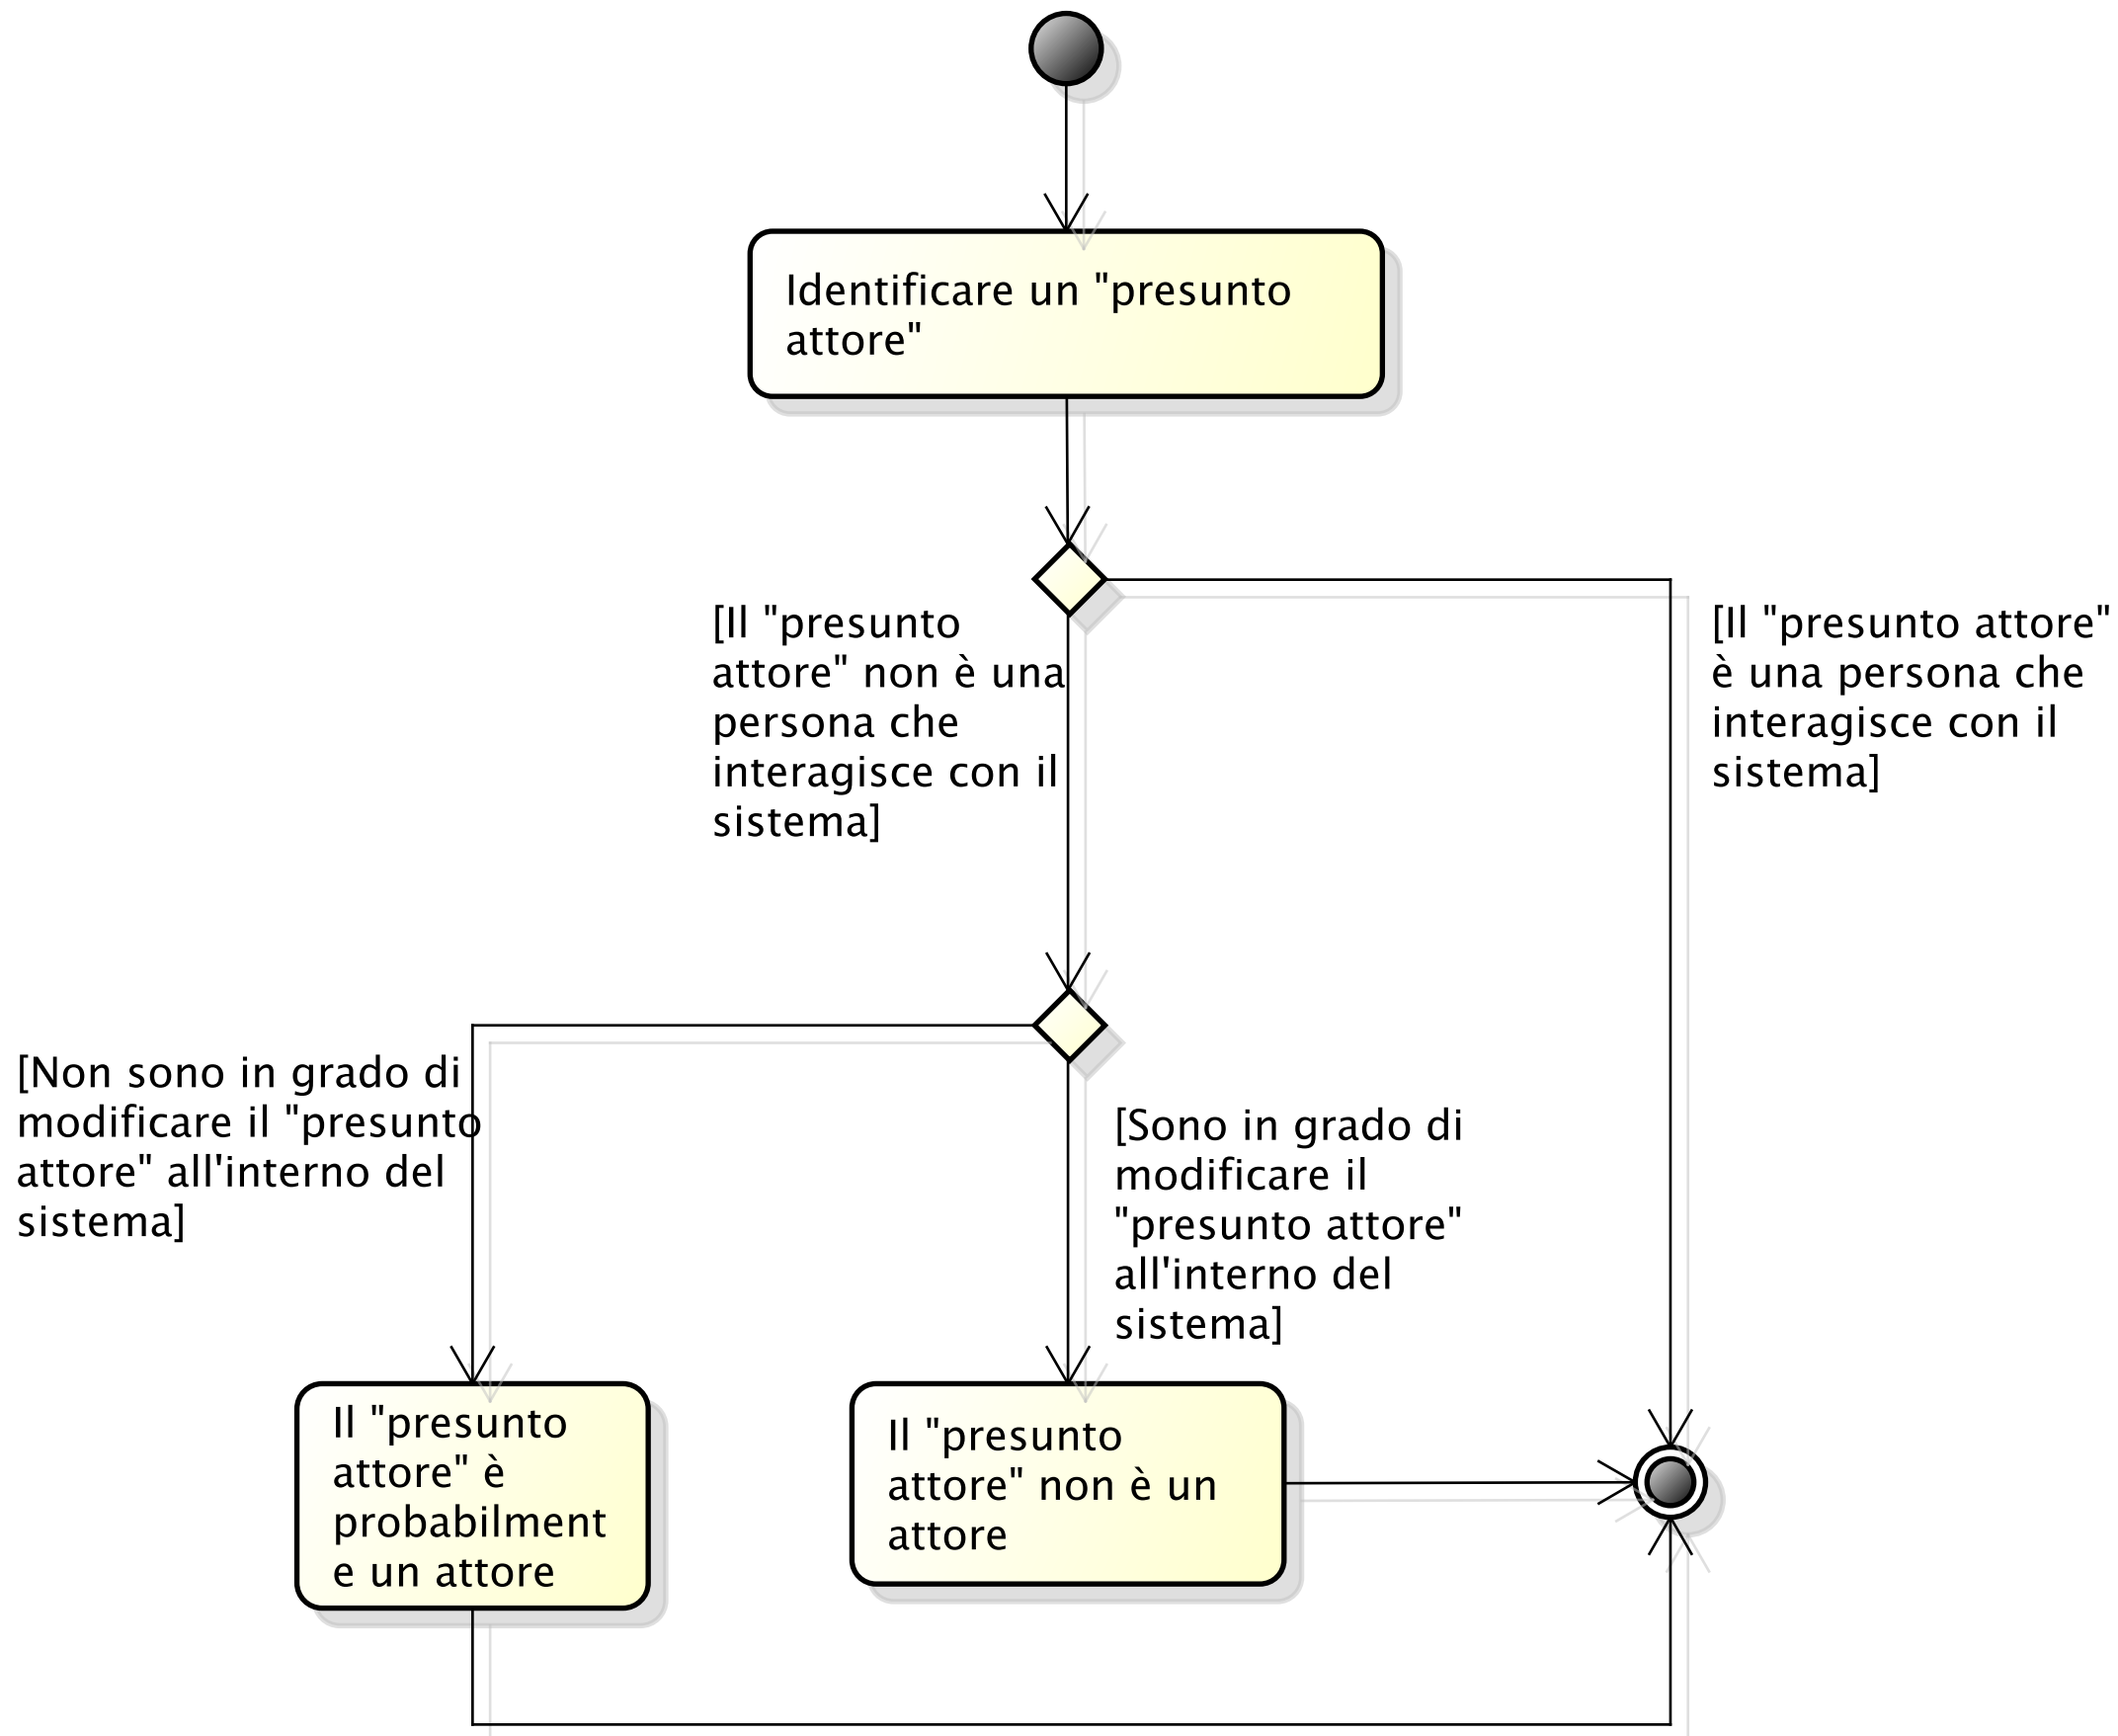 Identificare un "presunto
attore"
[Il "presunto
attore" non è una
persona che
interagisce con il
sistema]
[Il "presunto attore"
è una persona che
interagisce con il
sistema]
[Non sono in grado di
modificare il "presunto
attore" all'interno del
sistema]
[Sono in grado di
modificare il
"presunto attore"
all'interno del
sistema]
Il "presunto
attore" è
probabilment
e un attore
Il "presunto
attore" non è un
attore